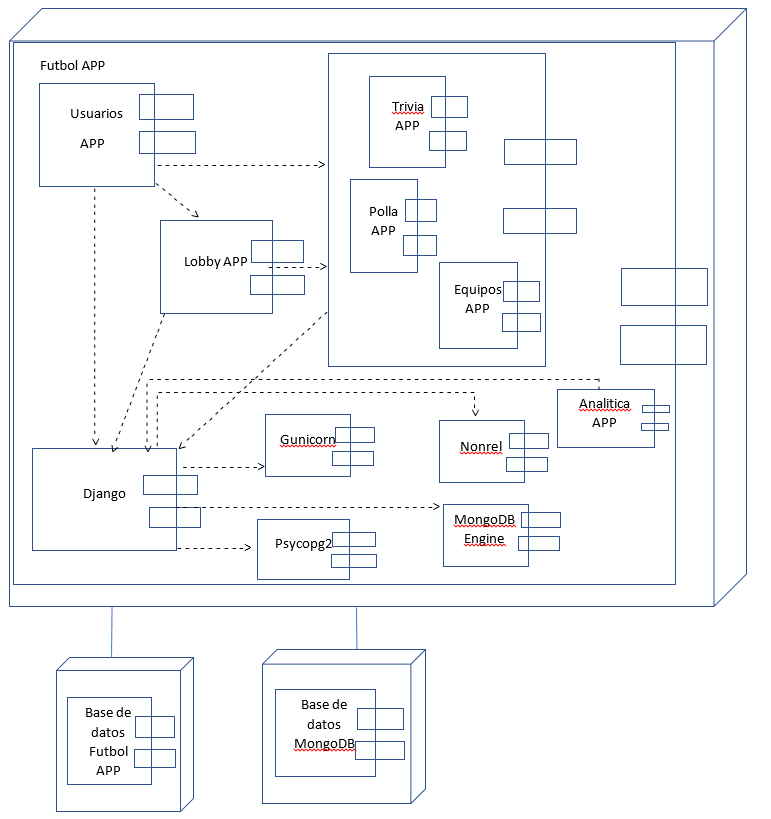 Futbol APP
Usuarios
APP
Trivia
APP
Polla
APP
Lobby APP
Equipos
APP
Analitica
APP
Gunicorn
Nonrel
Django
MongoDB
Engine
Psycopg2
Base de
datos
Futbol
APP
Base de
datos
MongoDB